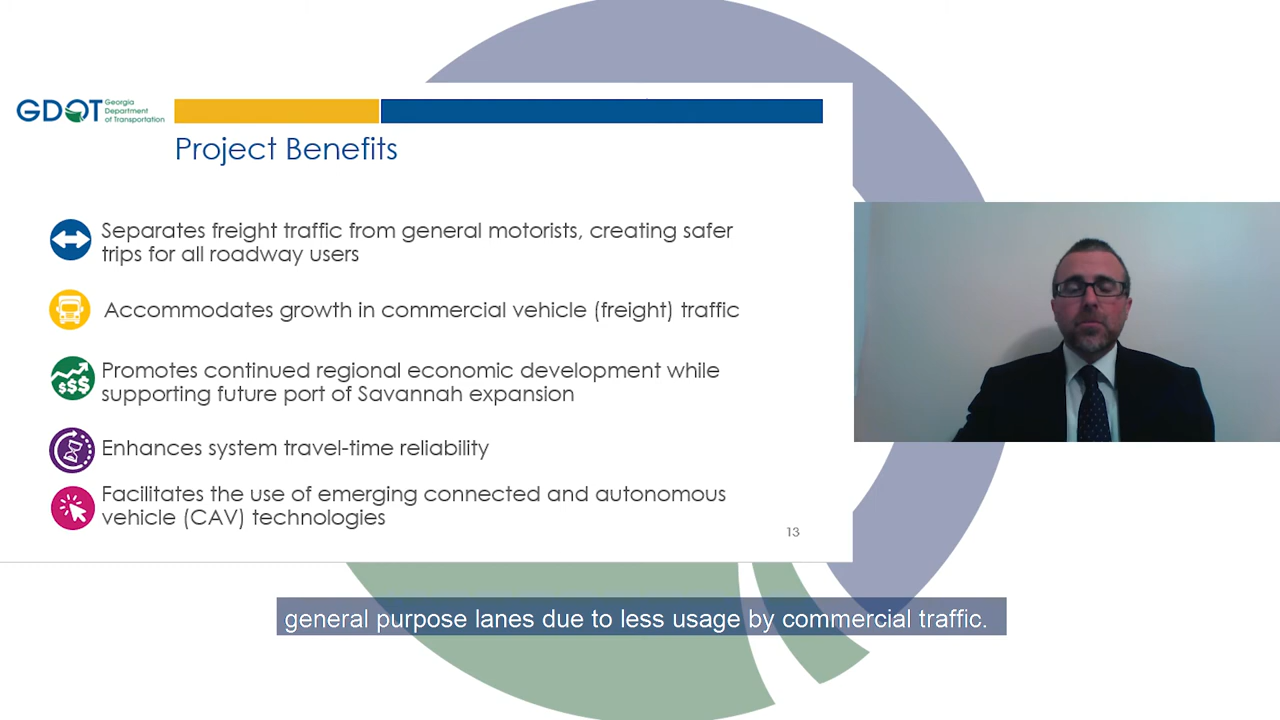 GDOT
Georgia
Department
of Transportation
Project Benefits
Separates freight traffic from general motorists, creating safer
trips for all roadway users
Accommodates growth in commercial vehicle (freight) traffic
Promotes continued regional economic development while
supporting future port of Savannah expansion
$$$
Enhances system travel-time reliability
Facilitates the use of emerging connected and autonomous
vehicle (CAV) technologies
13
general purpose lanes due to less usage by commercial traffic.